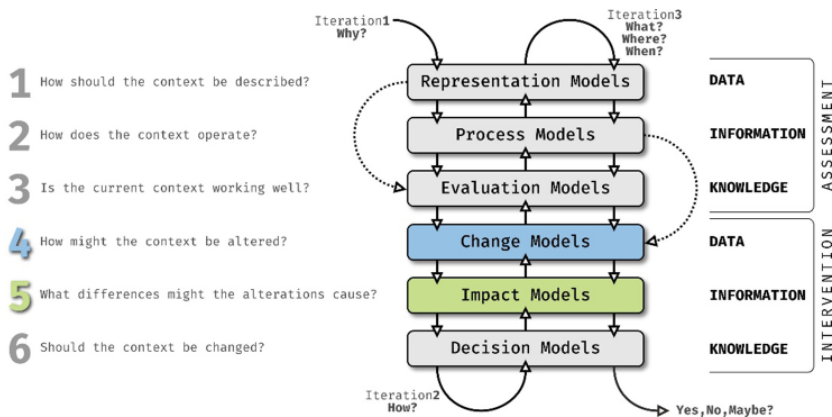 Iteration1
Why?
Iteration3
What?
Where?
When?
1 How should the context be described?
Representation Models
DATA
2 How does the context operate?
Process Models
INFORMATION
3 Is the current context working well?
Evaluation Models
KNOWLEDGE
ASSESSMENT
4 How might the context be altered?
Change Models
DATA
5 What differences might the alterations cause?
Impact Models
INFORMATION
6 Should the context be changed?
Decision Models
KNOWLEDGE
INTERVENTION
Iteration2
How?
Yes,No,Maybe?